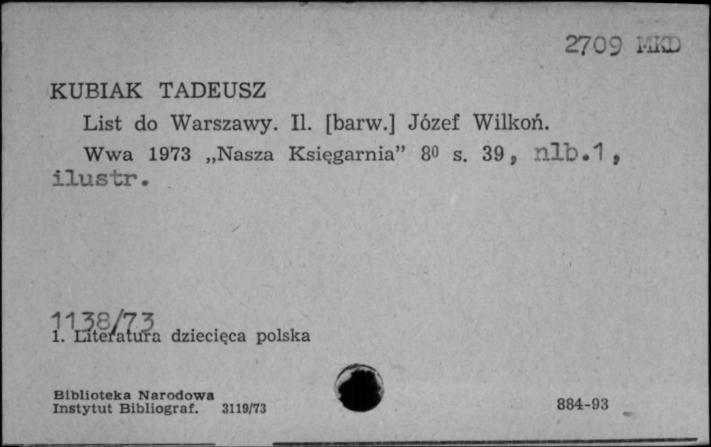 2709 MKD
KUBIAK TADEUSZ
List do Warszawy. Il. [barw.] Józef Wilkoń.
Wwa 1973 „Nasza Księgarnia” 8⁰ s. 39, nlb.1,
ilustr.
1138/73
1. Literatura dziecięca polska
Biblioteka Narodowa
Instytut Bibliograf. 3119/73
884-93